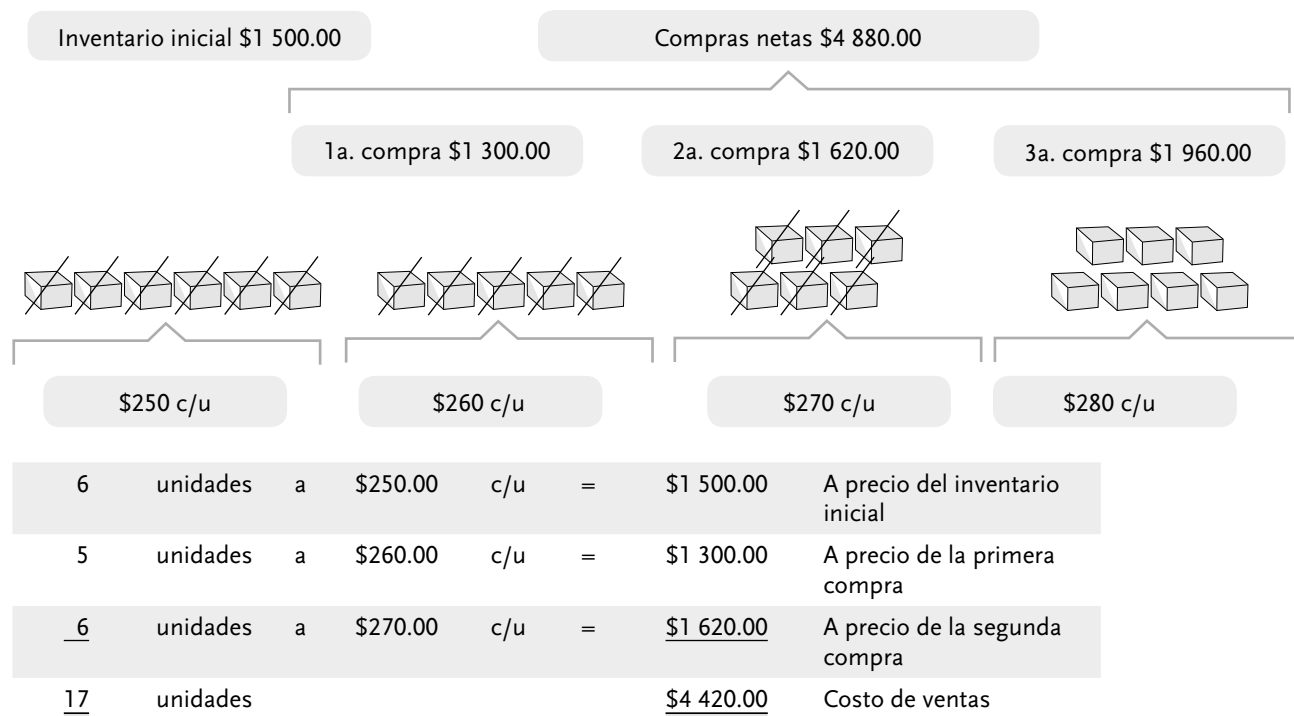 Inventario inicial $1 500.00
Compras netas $4 880.00
1a. compra $1 300.00
2a. compra $1 620.00
3a. compra $1 960.00
$250 c/u
$260 c/u
$270 c/u
$280 c/u
6 unidades a $250.00 c/u = $1 500.00 A precio del inventario
inicial
5 unidades a $260.00 c/u = $1 300.00 A precio de la primera
compra
6 unidades a $270.00 c/u = $1 620.00 A precio de la segunda
compra
17 unidades $4 420.00 Costo de ventas